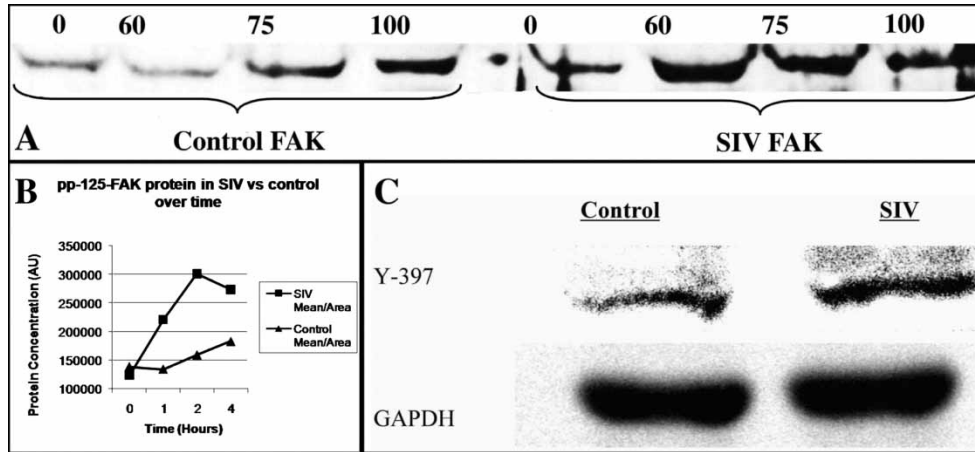 0 60 75 100 0 60 75 100
Control FAK SIV FAK
A
B
pp-125-FAK protein in SIV vs control
over time
Protein Concentration (AU)
350000
300000
250000
200000
150000
100000
0 1 2 4
Time (Hours)
SIV
Mean/Area
Control
Mean/Area
C
Control SIV
Y-397
GAPDH